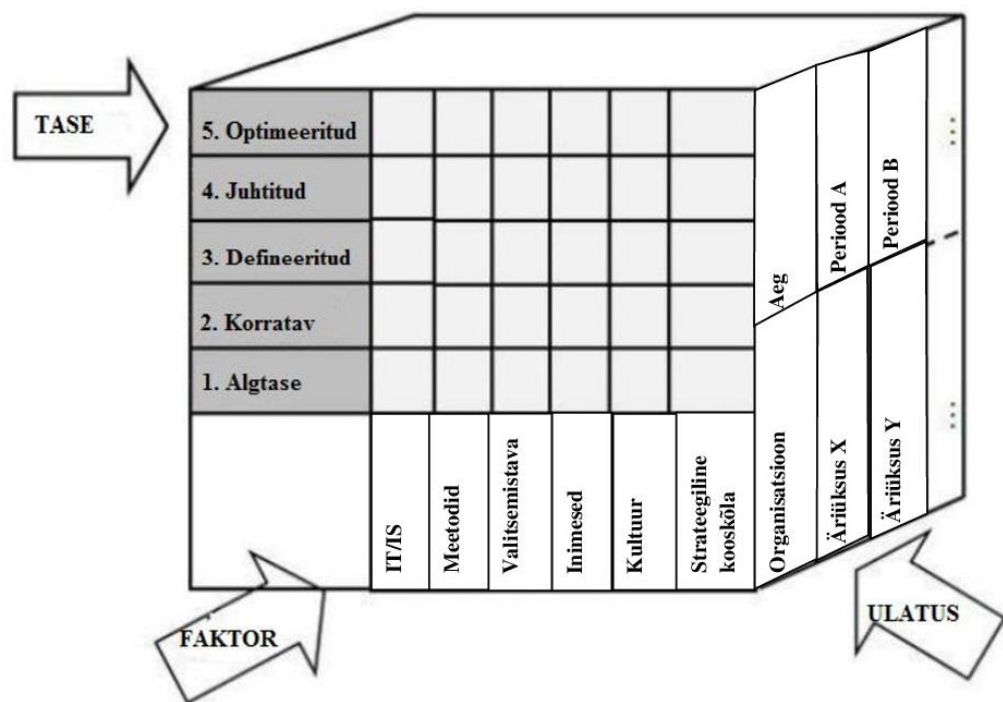 TASE
5. Optimeeritud
4. Juhtitud
3. Defineeritud
2. Korratav
1. Algtase
IT/IS
Meetodid
Valitsemistava
Inimesed
Kultuur
Strateegiline
kooskõla
Aeg
Periood A
Periood B
...
Organisatsioon
Äriüksus X
Äriüksus Y
...
FAKTOR
ULATUS